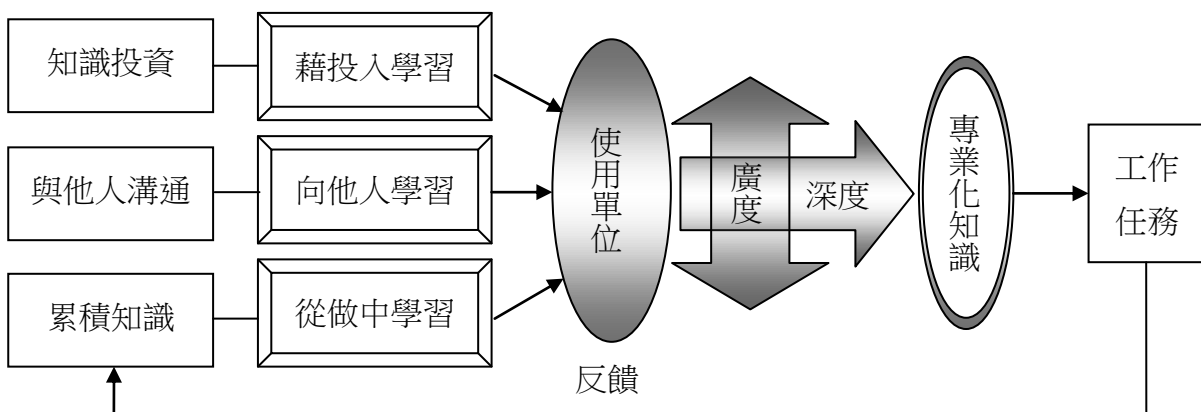 知識投資
藉投入學習
與他人溝通
向他人學習
累積知識
從做中學習
使用單位
廣度
深度
專業化知識
工作
任務
反饋